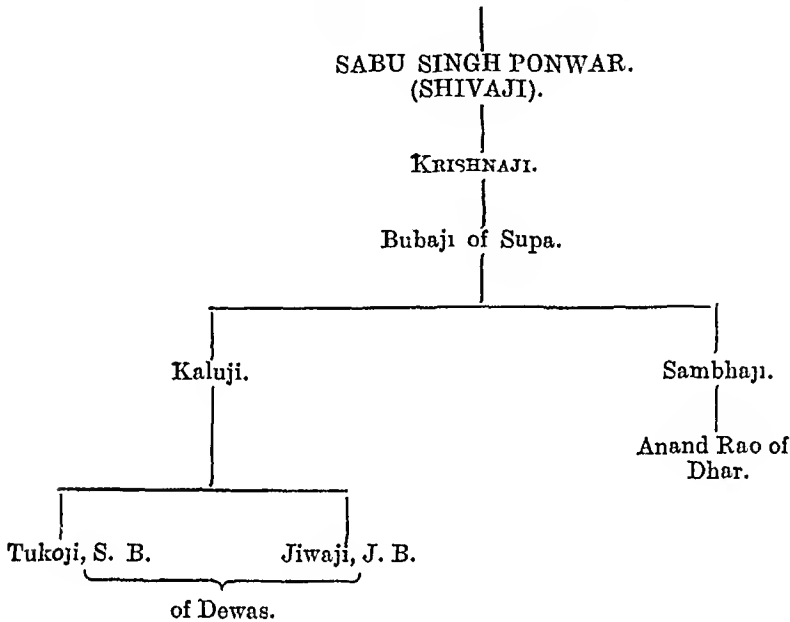 SABU SINGH PONWAR.
(SHIVAJI).
KRISHNAJI.
Bubaji of Supa.
Kaluji.
Sambhaji.
Anand Rao of
Dhar.
Tukoji, S. B.
Jiwaji, J. B.
of Dewas.